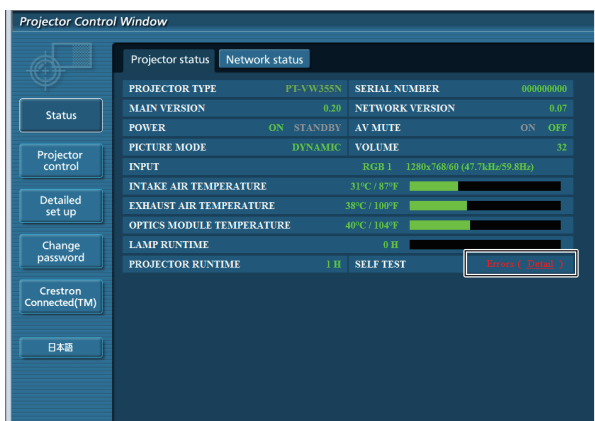 Projector Control Window
Projector status Network status
Status
Projector control
Detailed set up
Change password
Crestron Connected(TM)
日本語
PROJECTOR TYPE PT-VW355N SERIAL NUMBER 000000000
MAIN VERSION 0.20 NETWORK VERSION 0.07
POWER ON STANDBY AV MUTE ON OFF
PICTURE MODE DYNAMIC VOLUME 32
INPUT RGB 1 1280x768/60 (47.7kHz/59.8Hz)
INTAKE AIR TEMPERATURE 31°C / 87°F
EXHAUST AIR TEMPERATURE 38°C / 100°F
OPTICS MODULE TEMPERATURE 40°C / 104°F
LAMP RUNTIME 0 H
PROJECTOR RUNTIME 1 H SELF TEST Errors ( Detail )